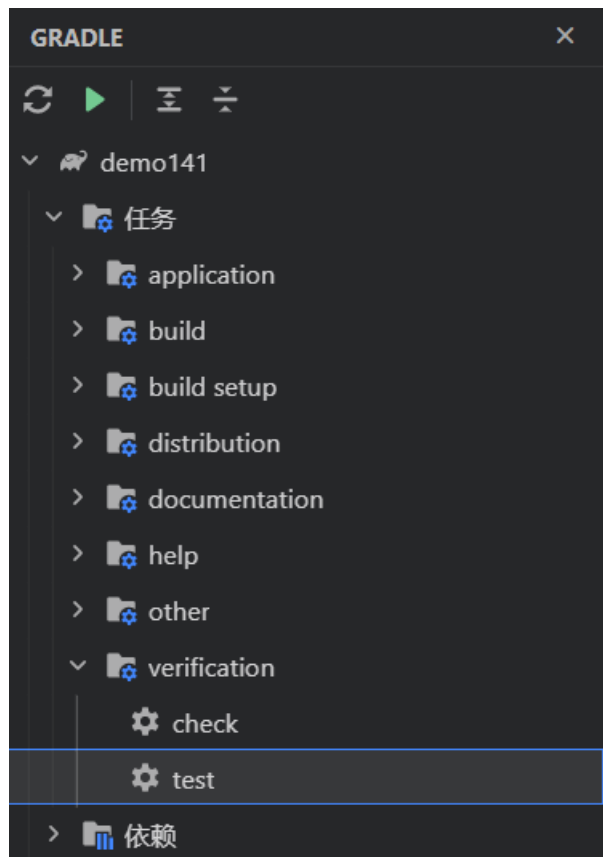 GRADLE
demo141
任务
application
build
build setup
distribution
documentation
help
other
verification
check
test
依赖